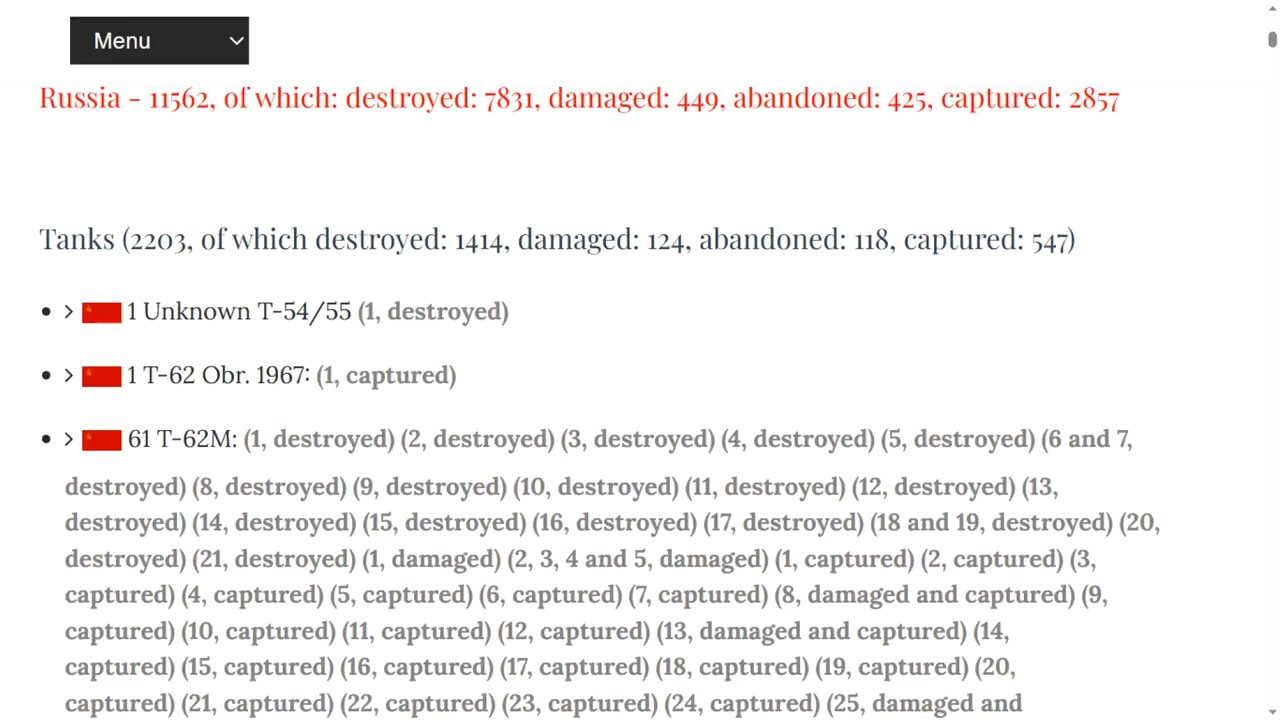 Menu
Russia - 11562, of which: destroyed: 7831, damaged: 449, abandoned: 425, captured: 2857
Tanks (2203, of which destroyed: 1414, damaged: 124, abandoned: 118, captured: 547)
1 Unknown T-54/55 (1, destroyed)
1 T-62 Obr. 1967: (1, captured)
61 T-62M: (1, destroyed) (2, destroyed) (3, destroyed) (4, destroyed) (5, destroyed) (6 and 7,
destroyed) (8, destroyed) (9, destroyed) (10, destroyed) (11, destroyed) (12, destroyed) (13,
destroyed) (14, destroyed) (15, destroyed) (16, destroyed) (17, destroyed) (18 and 19, destroyed) (20,
destroyed) (21, destroyed) (1, damaged) (2, 3, 4 and 5, damaged) (1, captured) (2, captured) (3,
captured) (4, captured) (5, captured) (6, captured) (7, captured) (8, damaged and captured) (9,
captured) (10, captured) (11, captured) (12, captured) (13, damaged and captured) (14,
captured) (15, captured) (16, captured) (17, captured) (18, captured) (19, captured) (20,
captured) (21, captured) (22, captured) (23, captured) (24, captured) (25, damaged and